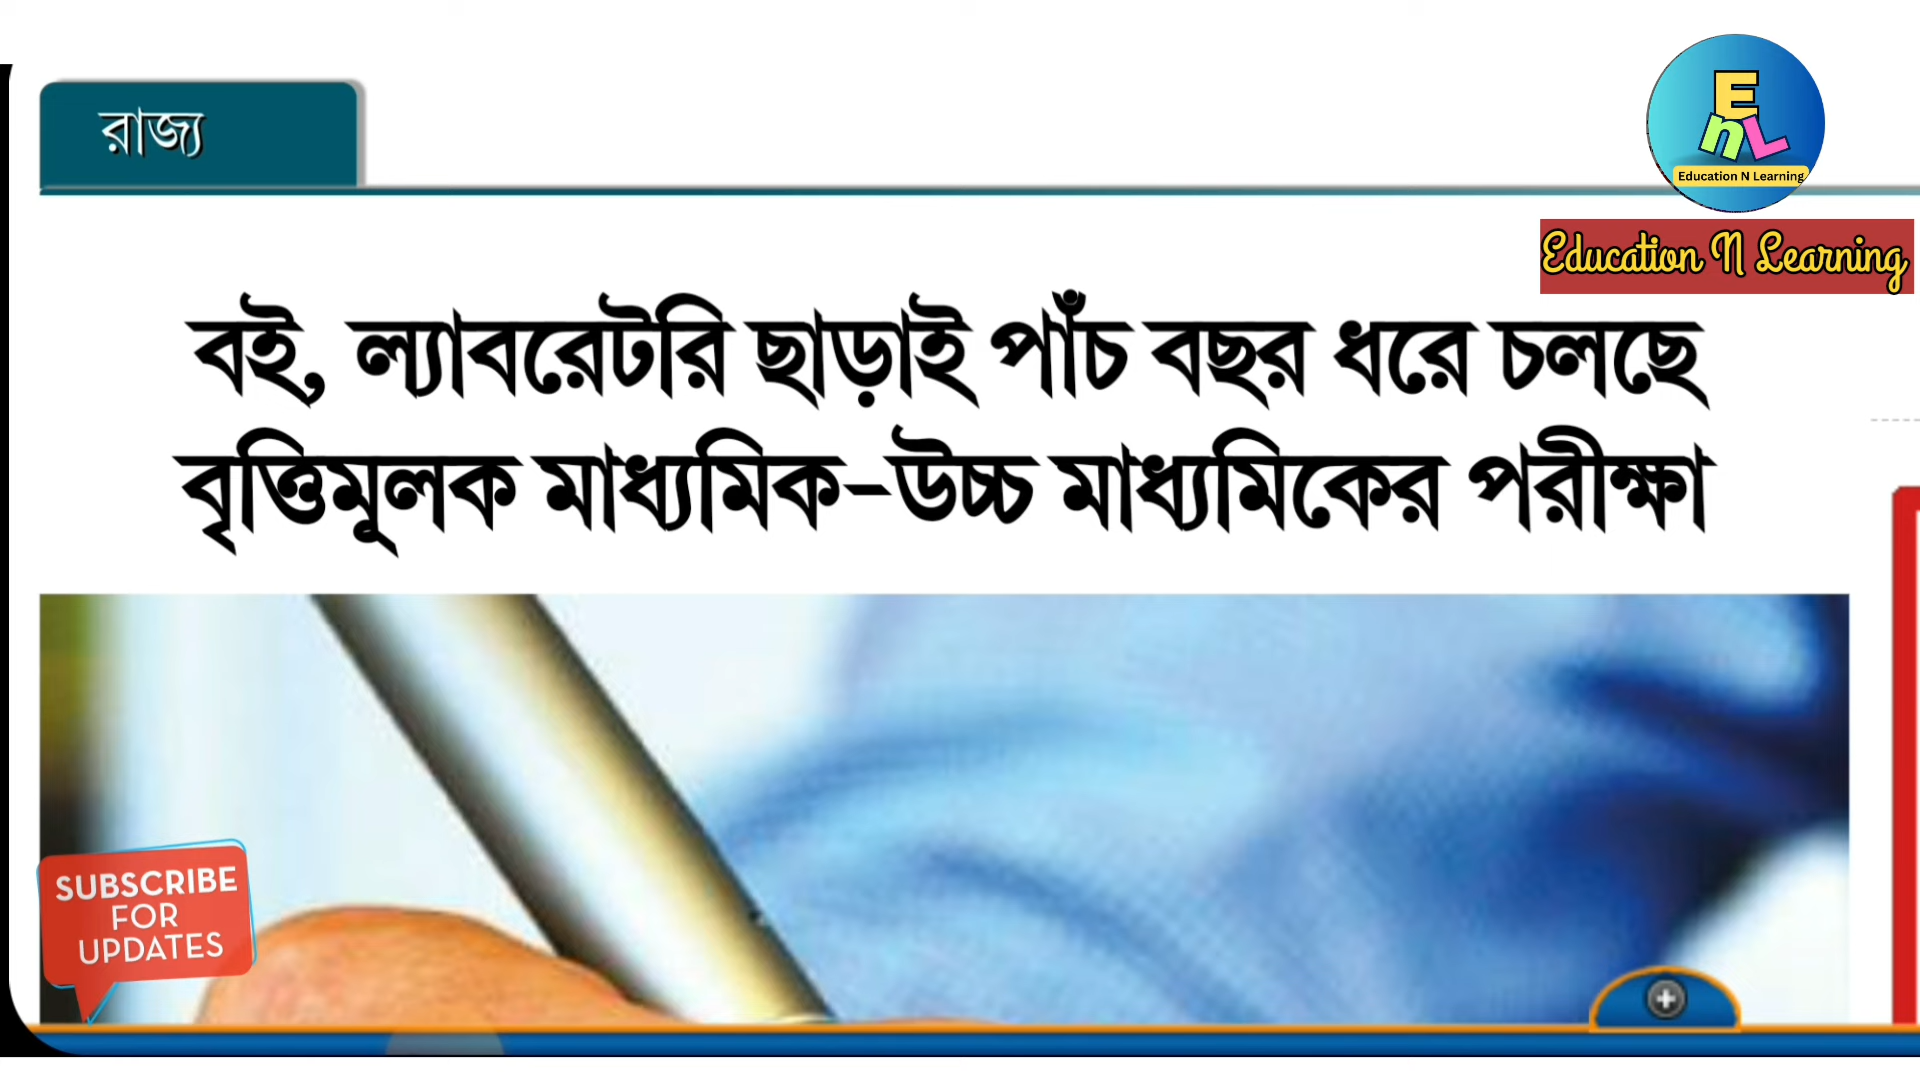 রাজ্য
E
n L
Education N Learning
Education N Learning
বই, ল্যাবরেটরি ছাড়াই পাঁচ বছর ধরে চলছে
বৃত্তিমূলক মাধ্যমিক-উচ্চ মাধ্যমিকের পরীক্ষা
SUBSCRIBE
FOR
UPDATES